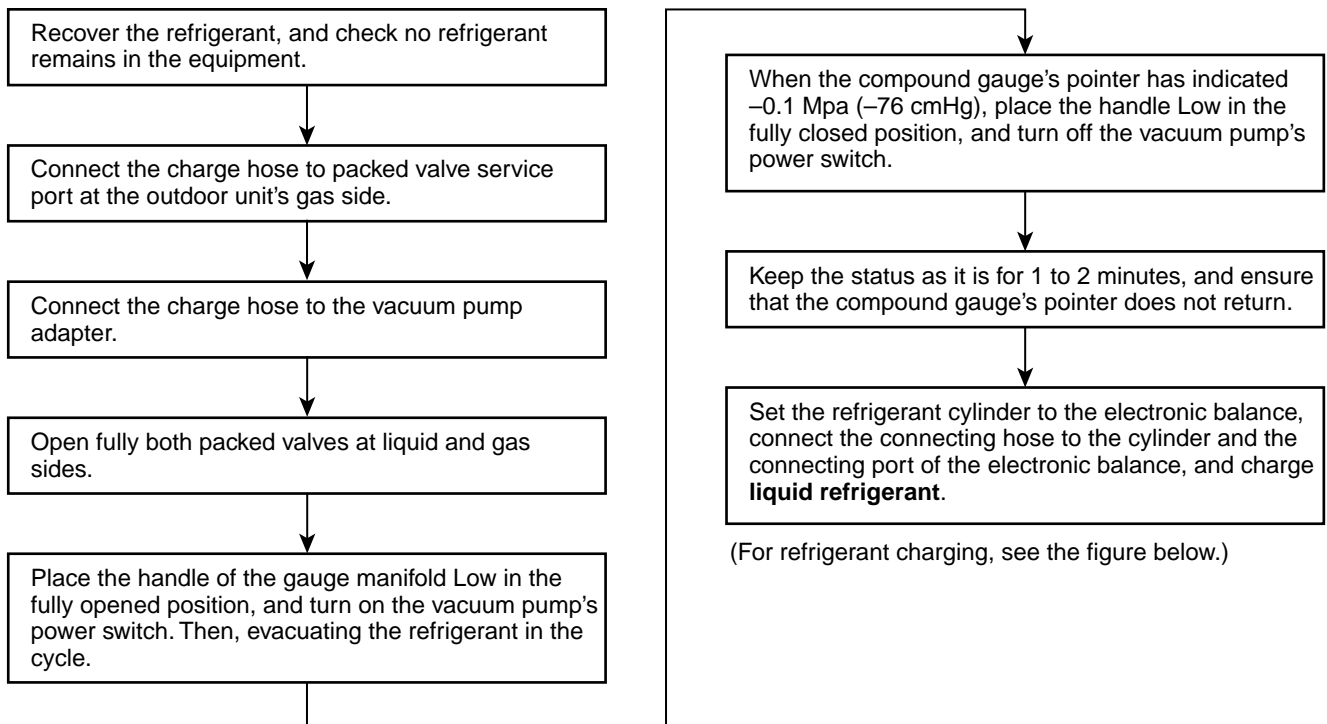 Recover the refrigerant, and check no refrigerant
remains in the equipment.
Connect the charge hose to packed valve service
port at the outdoor unit’s gas side.
Connect the charge hose to the vacuum pump
adapter.
Open fully both packed valves at liquid and gas
sides.
Place the handle of the gauge manifold Low in the
fully opened position, and turn on the vacuum pump’s
power switch. Then, evacuating the refrigerant in the
cycle.
When the compound gauge’s pointer has indicated
–0.1 Mpa (–76 cmHg), place the handle Low in the
fully closed position, and turn off the vacuum pump’s
power switch.
Keep the status as it is for 1 to 2 minutes, and ensure
that the compound gauge’s pointer does not return.
Set the refrigerant cylinder to the electronic balance,
connect the connecting hose to the cylinder and the
connecting port of the electronic balance, and charge
liquid refrigerant.
(For refrigerant charging, see the figure below.)